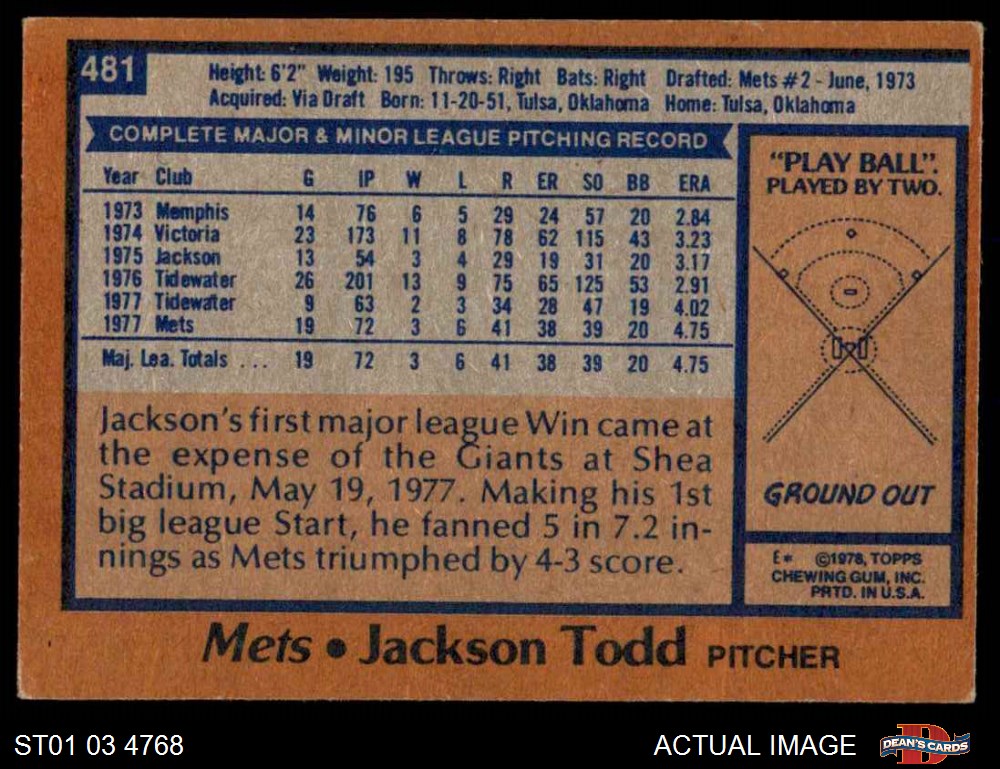 481
Height: 6'2" Weight: 195 Throws: Right Bats: Right Drafted: Mets #2 - June, 1973
Acquired: Via Draft Born: 11-20-51, Tulsa, Oklahoma Home: Tulsa, Oklahoma
COMPLETE MAJOR & MINOR LEAGUE PITCHING RECORD
Year Club G IP W L R ER SO BB ERA
1973 Memphis 14 76 6 5 29 24 57 20 2.84
1974 Victoria 23 173 11 8 78 62 115 43 3.23
1975 Jackson 13 54 3 4 29 19 31 20 3.17
1976 Tidewater 26 201 13 9 75 65 125 53 2.91
1977 Tidewater 9 63 2 3 34 28 47 19 4.02
1977 Mets 19 72 3 6 41 38 39 20 4.75
Maj. Lea. Totals ... 19 72 3 6 41 38 39 20 4.75
Jackson's first major league Win came at
the expense of the Giants at Shea
Stadium, May 19, 1977. Making his 1st
big league Start, he fanned 5 in 7.2 in-
nings as Mets triumphed by 4-3 score.
"PLAY BALL".
PLAYED BY TWO.
GROUND OUT
E* ©1978, TOPPS
CHEWING GUM, INC.
PRTD. IN U.S.A.
Mets • Jackson Todd PITCHER
ST01 03 4768
ACTUAL IMAGE
D
DEAN'S CARDS